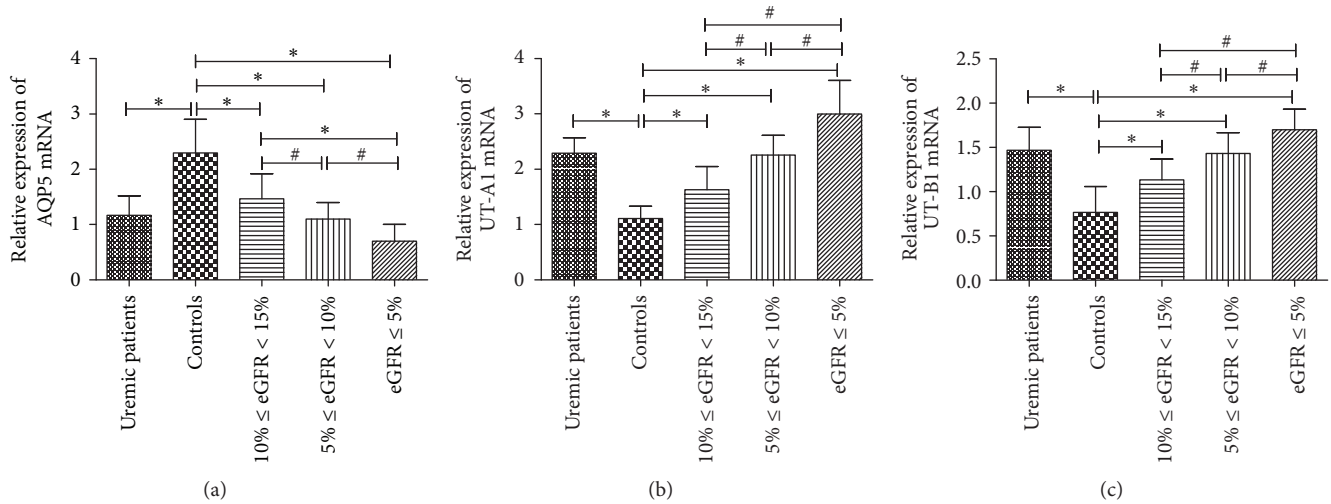 Relative expression of
AQP5 mRNA
4
3
2
1
0
*
*
*
*
*
#
#
Uremic patients
Controls
10% ≤ eGFR < 15%
5% ≤ eGFR < 10%
eGFR ≤ 5%
(a)
Relative expression of
UT-A1 mRNA
4
3
2
1
0
#
#
#
*
*
*
*
Uremic patients
Controls
10% ≤ eGFR < 15%
5% ≤ eGFR < 10%
eGFR ≤ 5%
(b)
Relative expression of
UT-B1 mRNA
2.5
2.0
1.5
1.0
0.5
0.0
#
#
#
*
*
*
*
Uremic patients
Controls
10% ≤ eGFR < 15%
5% ≤ eGFR < 10%
eGFR ≤ 5%
(c)